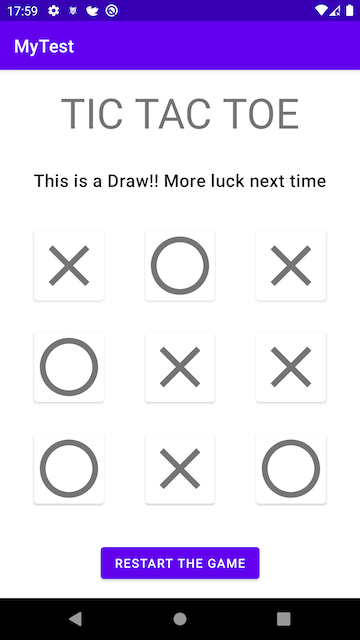 17:59
MyTest
TIC TAC TOE
This is a Draw!! More luck next time
RESTART THE GAME